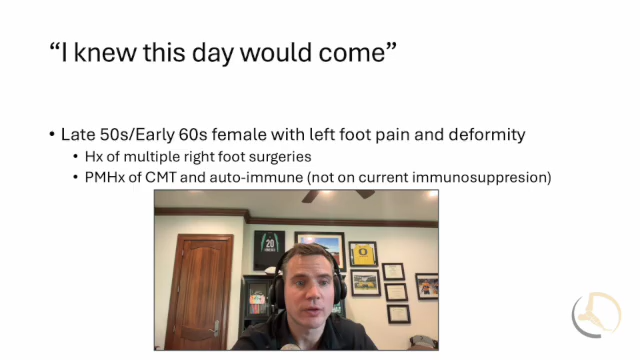 “I knew this day would come”
• Late 50s/Early 60s female with left foot pain and deformity
• Hx of multiple right foot surgeries
• PMHx of CMT and auto-immune (not on current immunosuppresion)
20